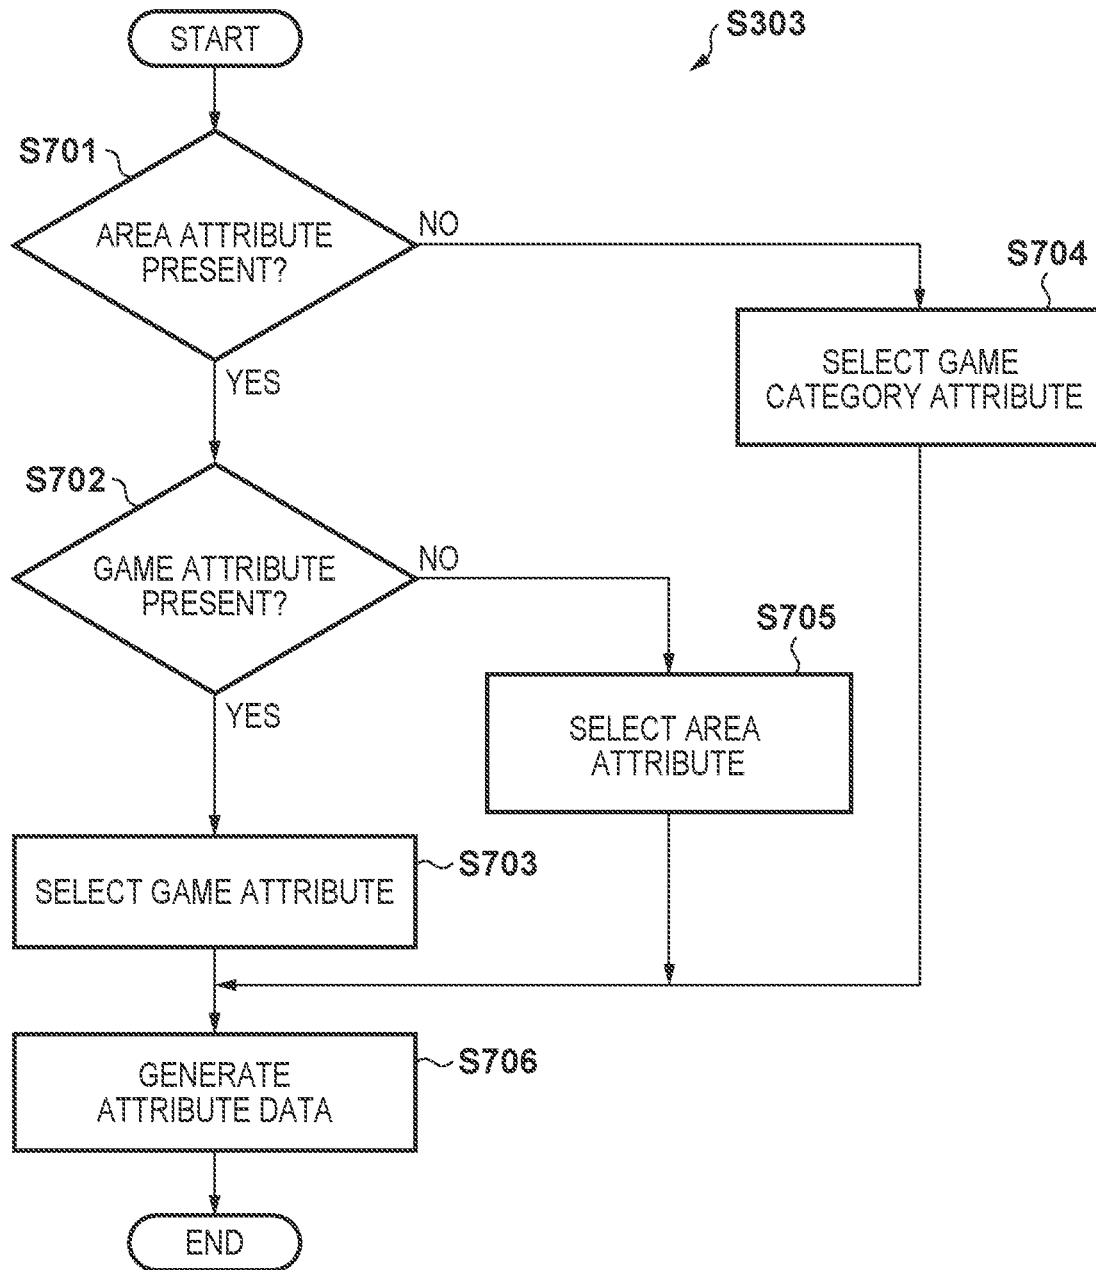 START
S303
S701
AREA ATTRIBUTE
PRESENT?
NO
YES
S704
SELECT GAME
CATEGORY ATTRIBUTE
S702
GAME ATTRIBUTE
PRESENT?
NO
YES
S705
SELECT AREA
ATTRIBUTE
S703
SELECT GAME ATTRIBUTE
S706
GENERATE
ATTRIBUTE DATA
END